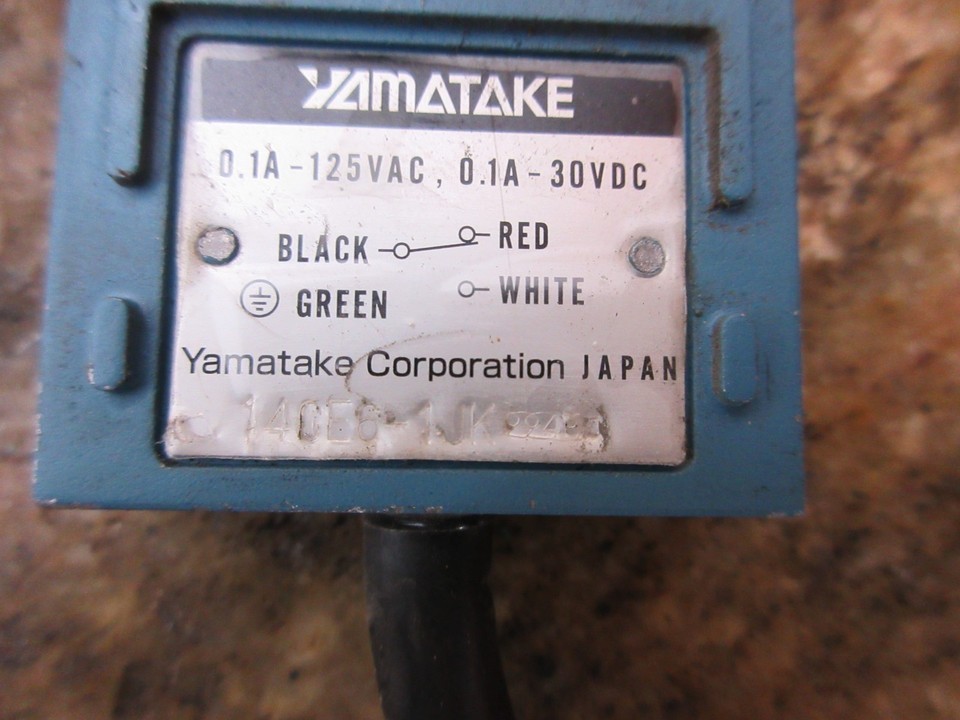 YAMATAKE
0.1A-125VAC, 0.1A-30VDC
BLACK RED
GREEN WHITE
Yamatake Corporation JAPAN